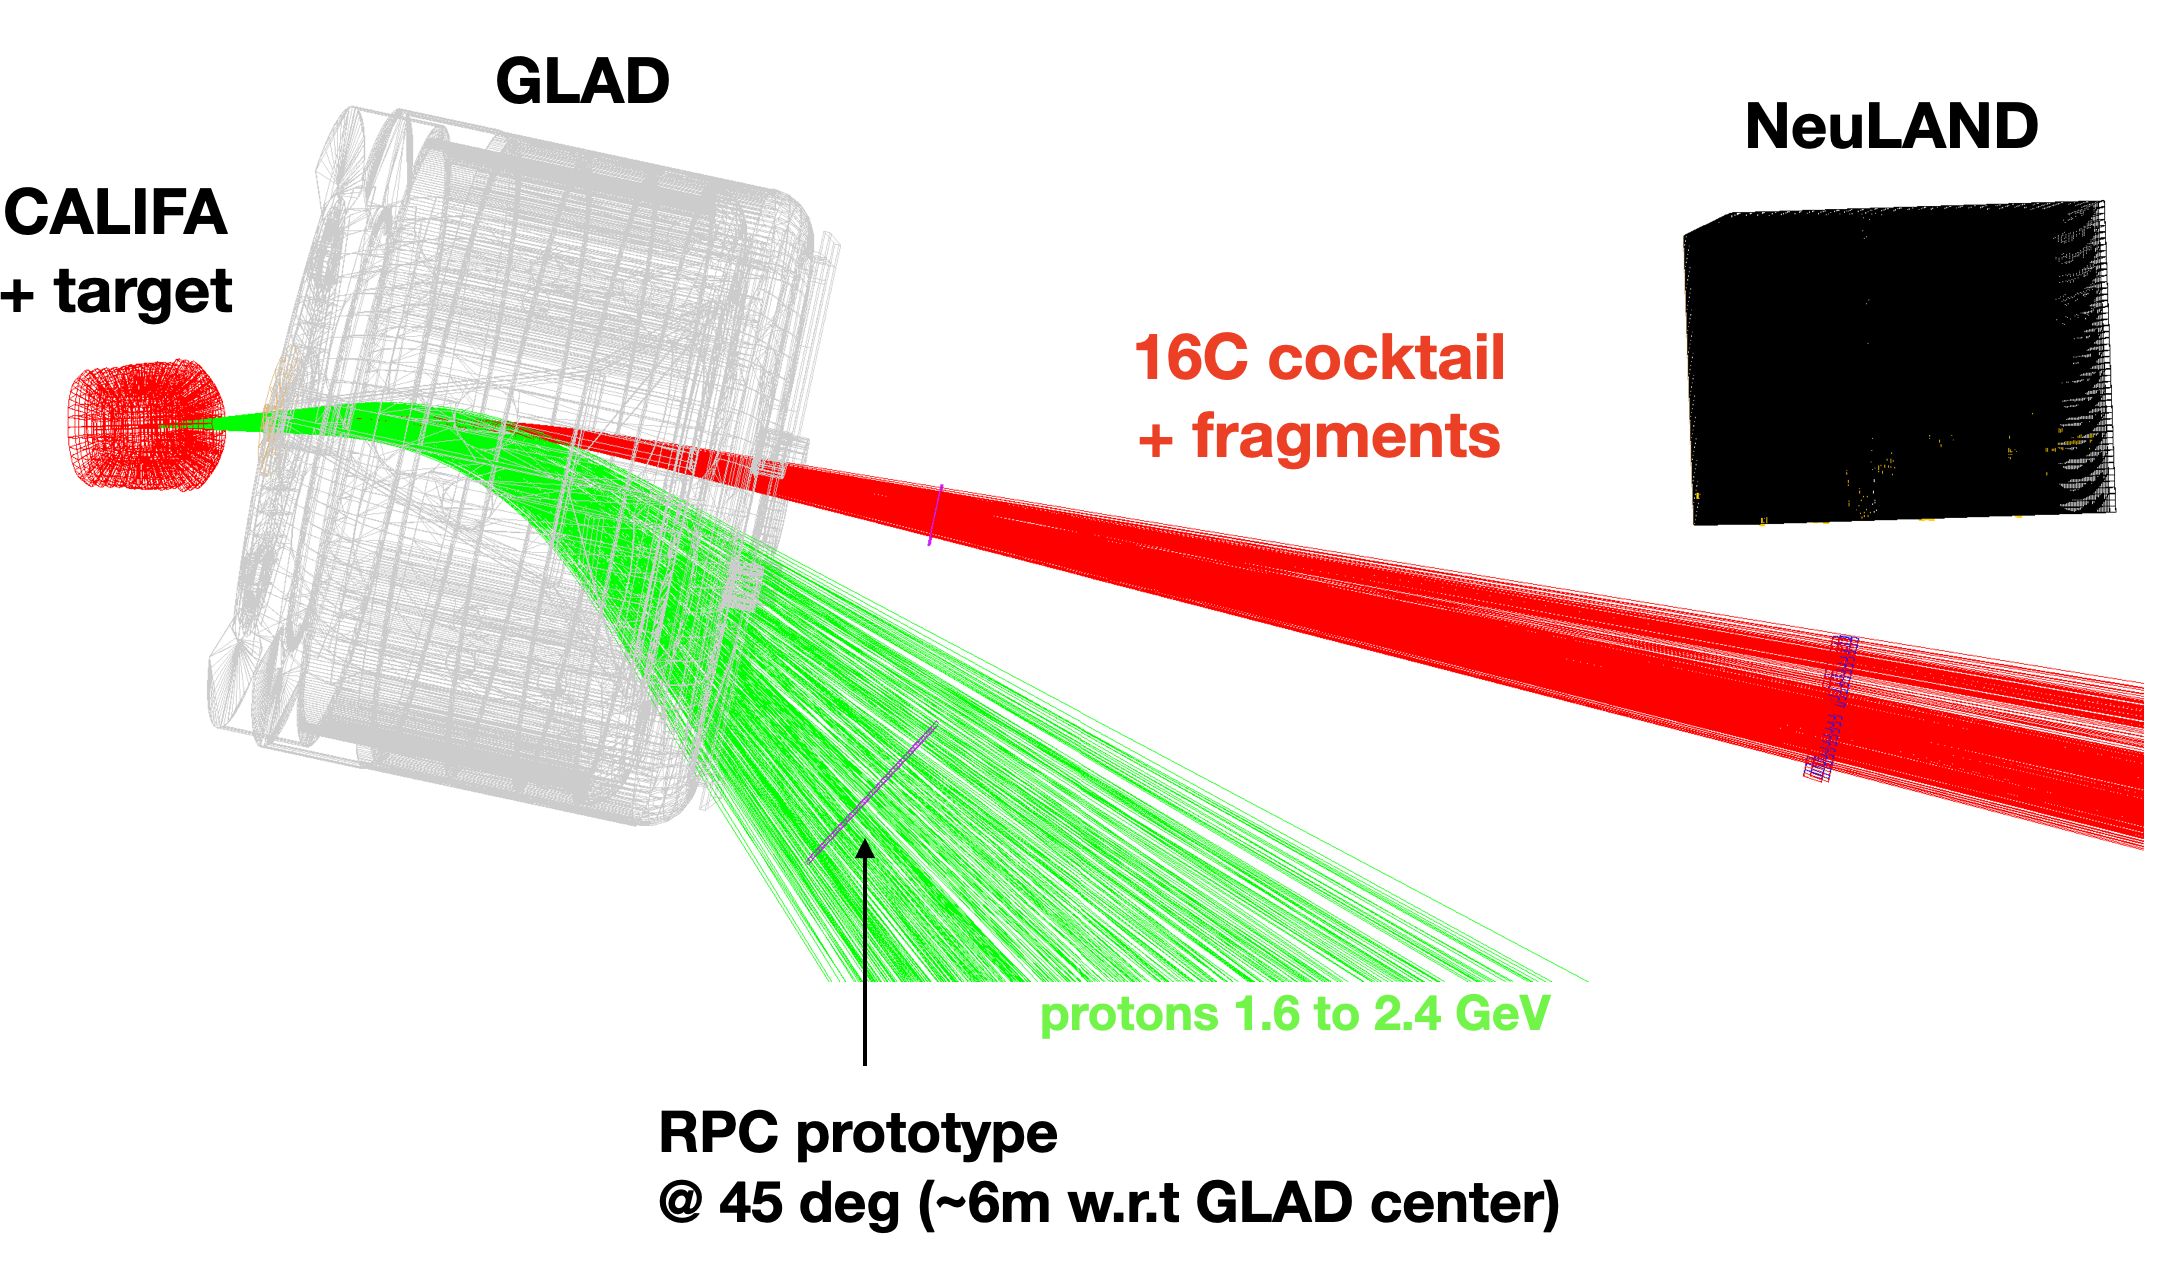 GLAD
NeuLAND
CALIFA
+ target
16C cocktail
+ fragments
protons 1.6 to 2.4 GeV
RPC prototype
@ 45 deg (~6m w.r.t GLAD center)